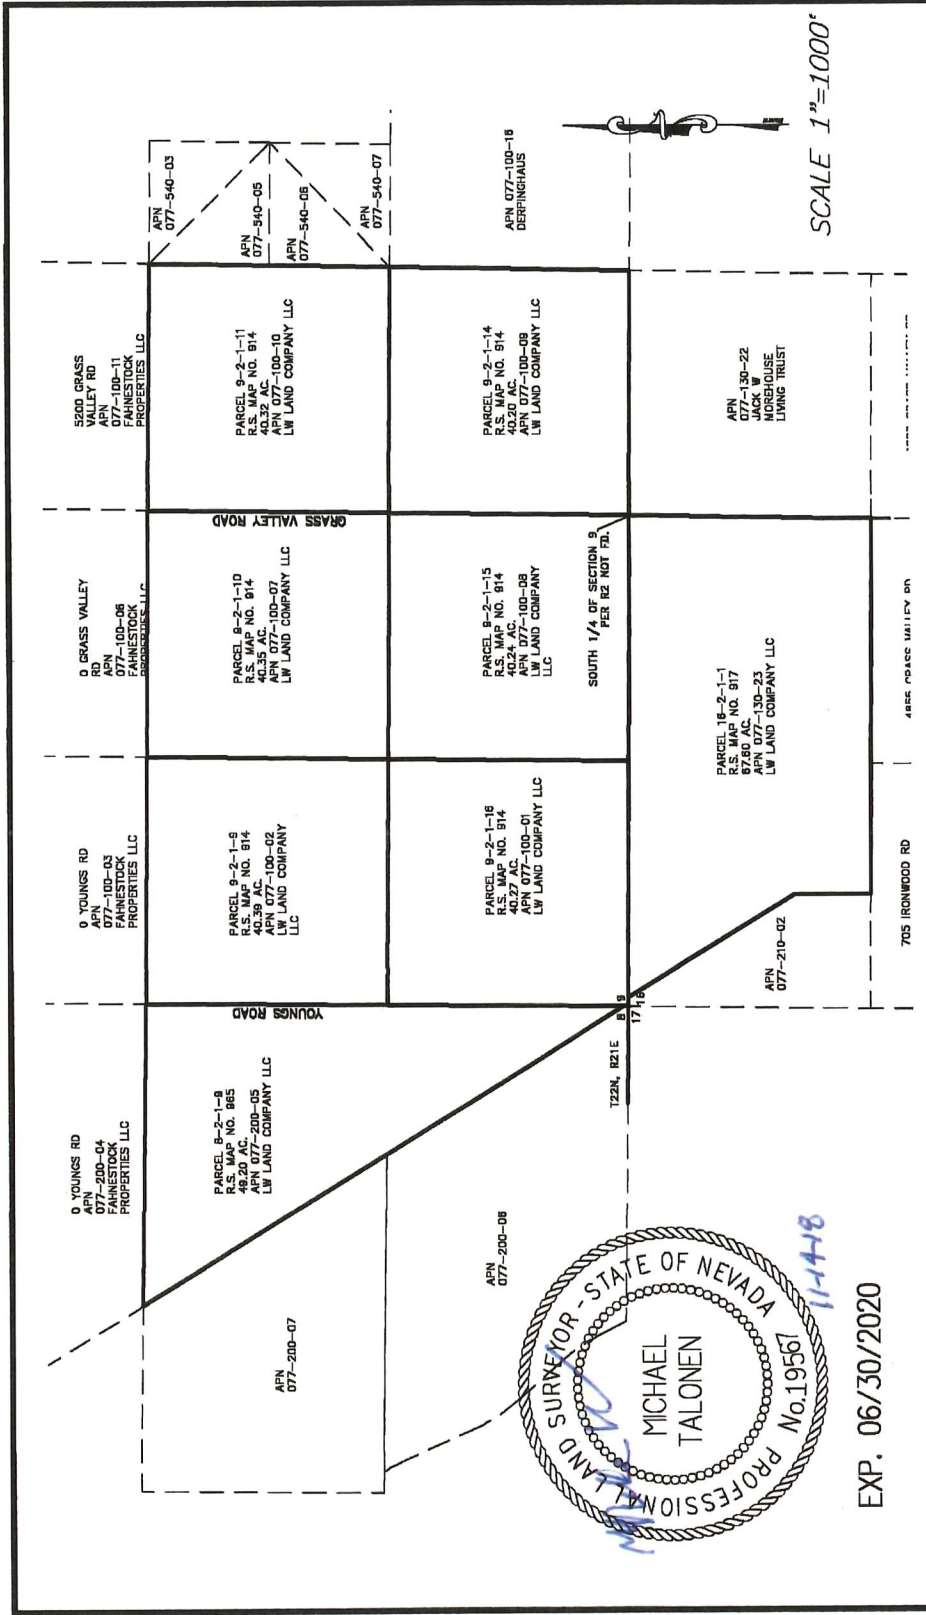 0 YOUNGS RD
APN
077-200-04
FAHNESTOCK
PROPERTIES LLC
0 YOUNGS RD
APN
077-100-03
FAHNESTOCK
PROPERTIES LLC
0 GRASS VALLEY
RD
APN
077-100-06
FAHNESTOCK
PROPERTIES LLC
5200 GRASS
VALLEY RD
APN
077-100-11
FAHNESTOCK
PROPERTIES LLC
APN
077-200-07
PARCEL 8-2-1-9
R.S. MAP NO. 965
49.20 AC.
APN 077-200-05
LW LAND COMPANY LLC
YOUNGS ROAD
PARCEL 9-2-1-9
R.S. MAP NO. 914
40.39 AC.
APN 077-100-02
LW LAND COMPANY
LLC
PARCEL 9-2-1-10
R.S. MAP NO. 914
40.35 AC.
APN 077-100-07
LW LAND COMPANY LLC
GRASS VALLEY ROAD
PARCEL 9-2-1-11
R.S. MAP NO. 914
40.32 AC.
APN 077-100-10
LW LAND COMPANY LLC
APN
077-540-03
APN
077-540-05
APN
077-540-06
APN
077-540-07
APN
077-200-06
PARCEL 9-2-1-16
R.S. MAP NO. 914
40.27 AC.
APN 077-100-01
LW LAND COMPANY LLC
PARCEL 9-2-1-15
R.S. MAP NO. 914
40.24 AC.
APN 077-100-08
LW LAND COMPANY
LLC
PARCEL 9-2-1-14
R.S. MAP NO. 914
40.20 AC.
APN 077-100-09
LW LAND COMPANY LLC
APN 077-100-16
DERPINGHAUS
T22N, R21E
8 9
17 16
SOUTH 1/4 OF SECTION 9
PER R2 NOT FD.
APN
077-210-02
PARCEL 16-2-1-1
R.S. MAP NO. 917
67.60 AC.
APN 077-130-23
LW LAND COMPANY LLC
APN
077-130-22
JACK W
MOREHOUSE
LIVING TRUST
705 IRONWOOD RD
4855 GRASS VALLEY RD
PROFESSIONAL LAND SURVEYOR - STATE OF NEVADA
MICHAEL
TALONEN
No.19567
11-14-18
EXP. 06/30/2020
SCALE 1"=1000'